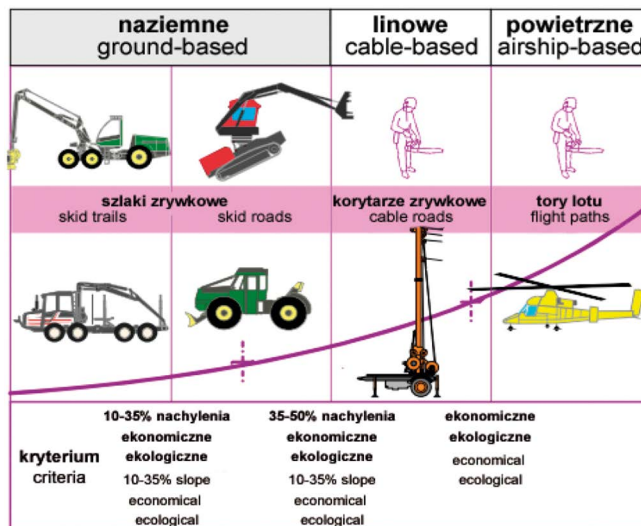 naziemne
ground-based
linowe
cable-based
powietrzne
airship-based
szlaki zrywkowe
skid trails
skid roads
korytarze zrywkowe
cable roads
tory lotu
flight paths
kryterium
criteria
10-35% nachylenia
ekonomiczne
ekologiczne
10-35% slope
economical
ecological
35-50% nachylenia
ekonomiczne
ekologiczne
10-35% slope
economical
ecological
ekonomiczne
ekologiczne
economical
ecological